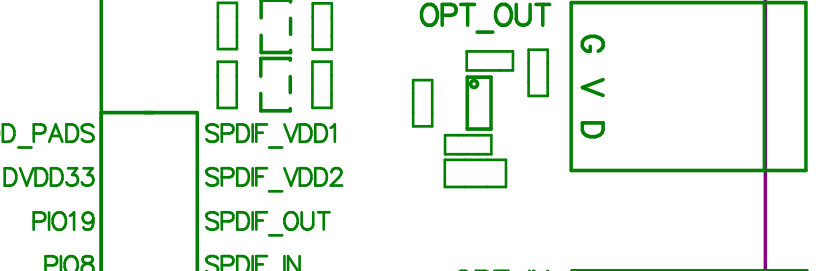 OPT_OUT
G
V
D
D_PADS SPDIF_VDD1
DVDD33 SPDIF_VDD2
PIO19 SPDIF_OUT
PIO8 SPDIF_IN